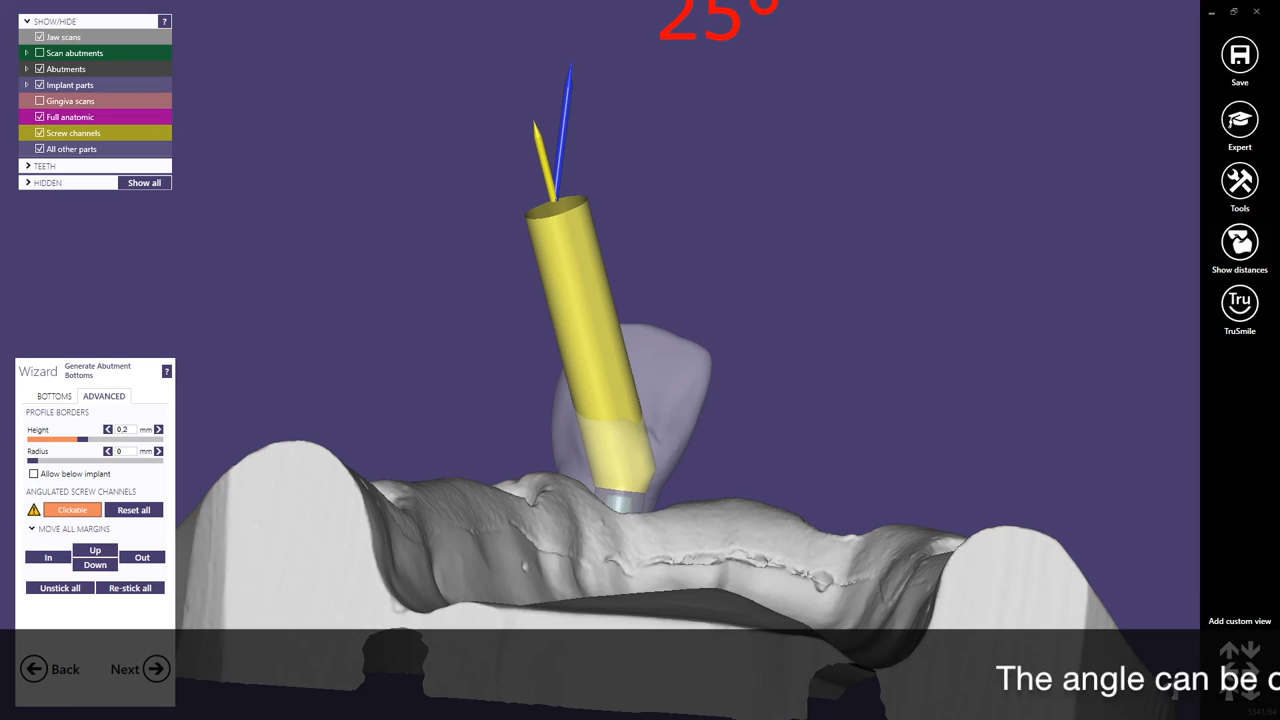 25°
SHOW/HIDE ?
Jaw scans
Scan abutments
Abutments
Implant parts
Gingiva scans
Full anatomic
Screw channels
All other parts
TEETH
HIDDEN Show all
Save
Expert
Tools
Show distances
Tru
TruSmile
Wizard Generate Abutment Bottoms ?
BOTTOMS ADVANCED
PROFILE BORDERS
Height 0,2 mm
Radius 0 mm
Allow below implant
ANGULATED SCREW CHANNELS
Clickable Reset all
MOVE ALL MARGINS
In Up Down Out
Unstick all Re-stick all
Back Next
Add custom view
The angle can be